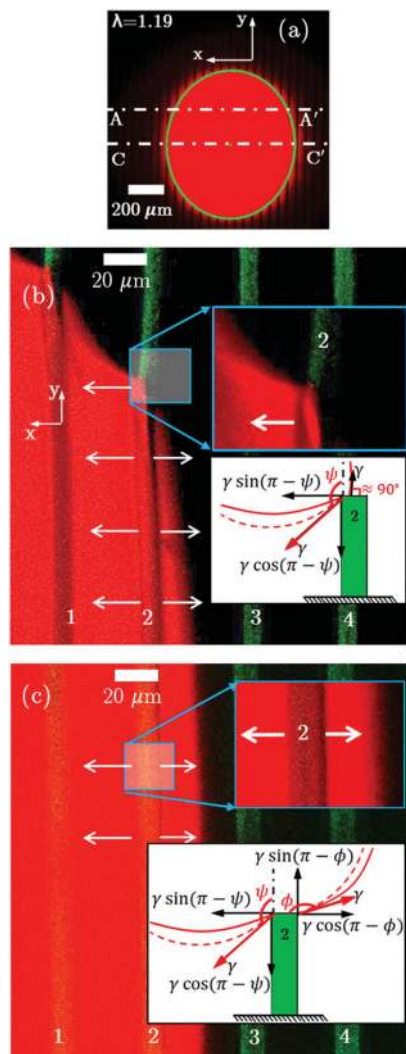 λ=1.19
(a)
y
x
A
A'
C
C'
200 μm
20 μm
(b)
2
y
x
ψ
γ
≈ 90°
γ sin(π − ψ)
2
γ
γ cos(π − ψ)
1
2
3
4
20 μm
(c)
2
γ sin(π − ϕ)
γ sin(π − ψ)
ψ
ϕ
γ
2
γ cos(π − ϕ)
γ
γ cos(π − ψ)
1
2
3
4